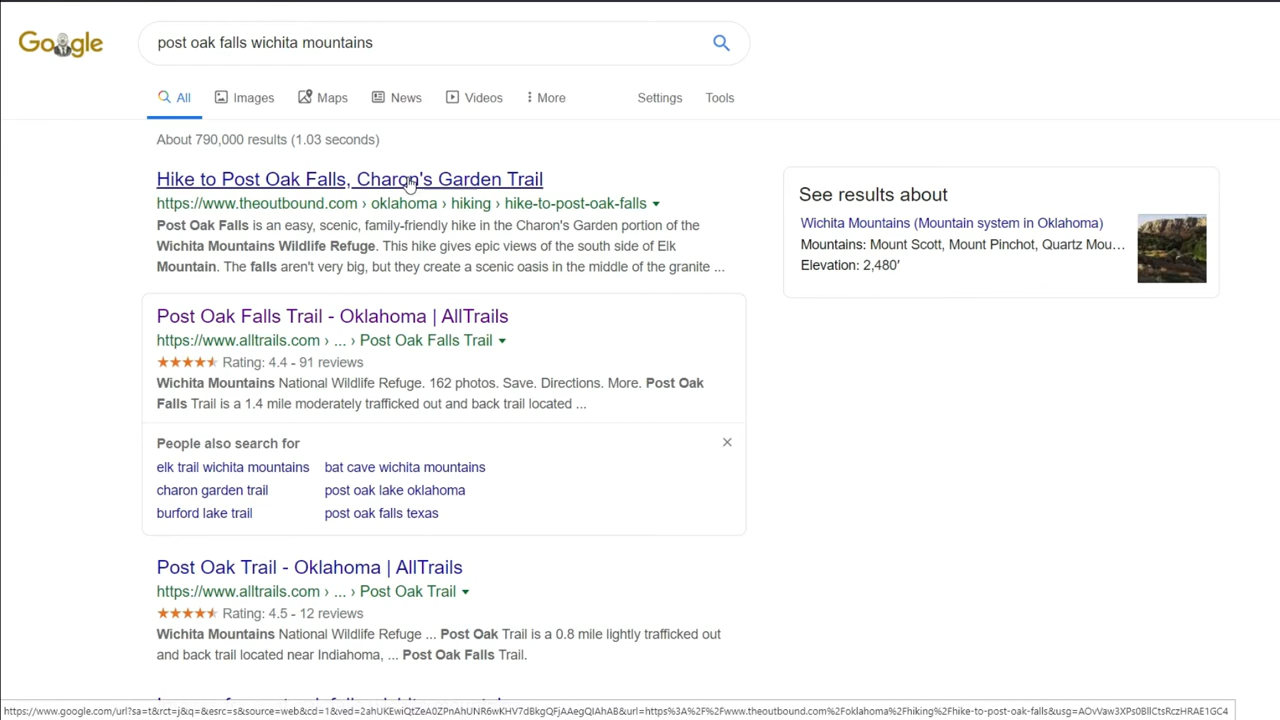 Google
post oak falls wichita mountains
All Images Maps News Videos More Settings Tools
About 790,000 results (1.03 seconds)
Hike to Post Oak Falls, Charon's Garden Trail
https://www.theoutbound.com › oklahoma › hiking › hike-to-post-oak-falls
Post Oak Falls is an easy, scenic, family-friendly hike in the Charon's Garden portion of the
Wichita Mountains Wildlife Refuge. This hike gives epic views of the south side of Elk
Mountain. The falls aren't very big, but they create a scenic oasis in the middle of the granite ...
See results about
Wichita Mountains (Mountain system in Oklahoma)
Mountains: Mount Scott, Mount Pinchot, Quartz Mou...
Elevation: 2,480′
Post Oak Falls Trail - Oklahoma | AllTrails
https://www.alltrails.com › ... › Post Oak Falls Trail
Rating: 4.4 - 91 reviews
Wichita Mountains National Wildlife Refuge. 162 photos. Save. Directions. More. Post Oak
Falls Trail is a 1.4 mile moderately trafficked out and back trail located ...
People also search for
elk trail wichita mountains bat cave wichita mountains
charon garden trail post oak lake oklahoma
burford lake trail post oak falls texas
Post Oak Trail - Oklahoma | AllTrails
https://www.alltrails.com › ... › Post Oak Trail
Rating: 4.5 - 12 reviews
Wichita Mountains National Wildlife Refuge ... Post Oak Trail is a 0.8 mile lightly trafficked out
and back trail located near Indiahoma, ... Post Oak Falls Trail.